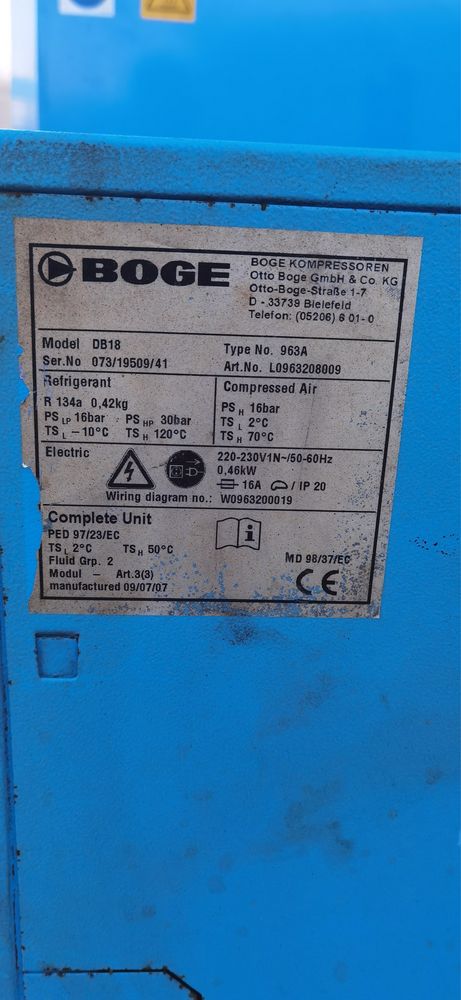 BOGE
BOGE KOMPRESSOREN
Otto Boge GmbH & Co. KG
Otto-Boge-Straße 1-7
D - 33739 Bielefeld
Telefon: (05206) 6 01- 0
Model DB18
Type No. 963A
Ser.No 073/19509/41
Art.No. L0963208009
Refrigerant
R 134a 0,42kg
PS LP 16bar PS HP 30bar
TS L –10°C TS H 120°C
Compressed Air
PS H 16bar
TS L 2°C
TS H 70°C
Electric
220-230V1N~/50-60Hz
0,46kW
16A / IP 20
Wiring diagram no.: W0963200019
Complete Unit
PED 97/23/EC
TS L 2°C TS H 50°C
Fluid Grp. 2
Modul – Art.3(3)
manufactured 09/07/07
MD 98/37/EC
CE